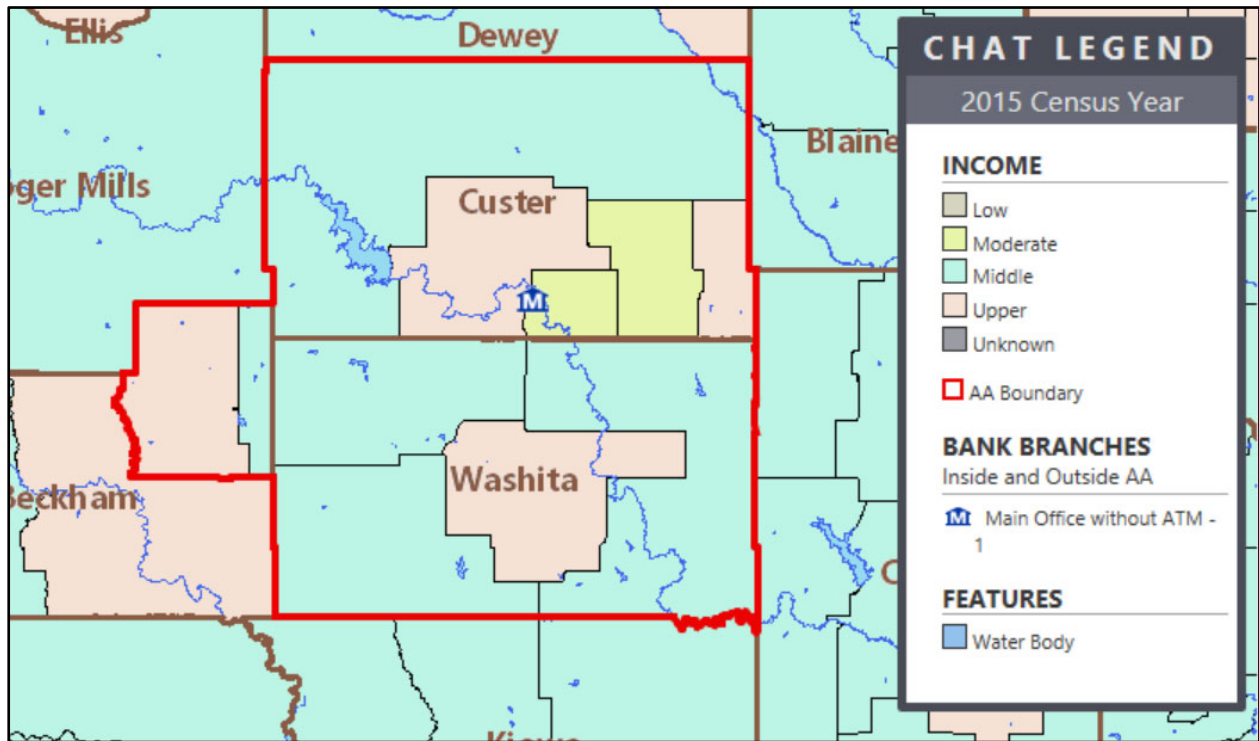 Ellis
Dewey
Blaine
oger Mills
Custer
Washita
Beckham
CHAT LEGEND
2015 Census Year
INCOME
Low
Moderate
Middle
Upper
Unknown
AA Boundary
BANK BRANCHES
Inside and Outside AA
M Main Office without ATM -
1
FEATURES
Water Body
M
C
Kiowa